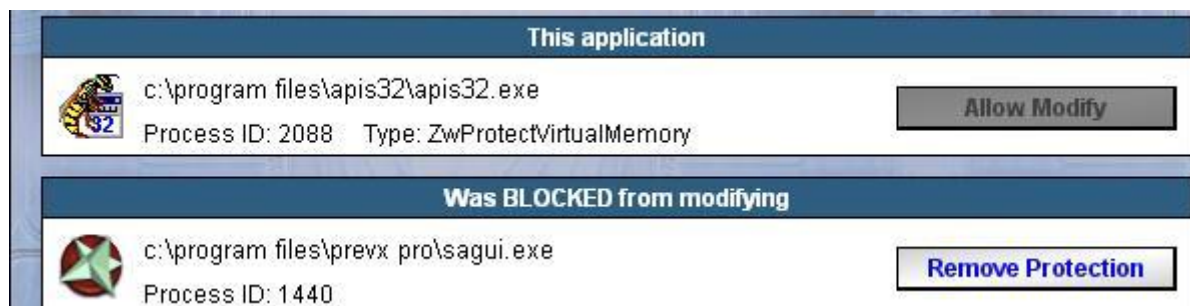 This application
c:\program files\apis32\apis32.exe
Allow Modify
32
Process ID: 2088 Type: ZwProtectVirtualMemory
Was BLOCKED from modifying
c:\program files\prevx pro\sagui.exe
Remove Protection
Process ID: 1440